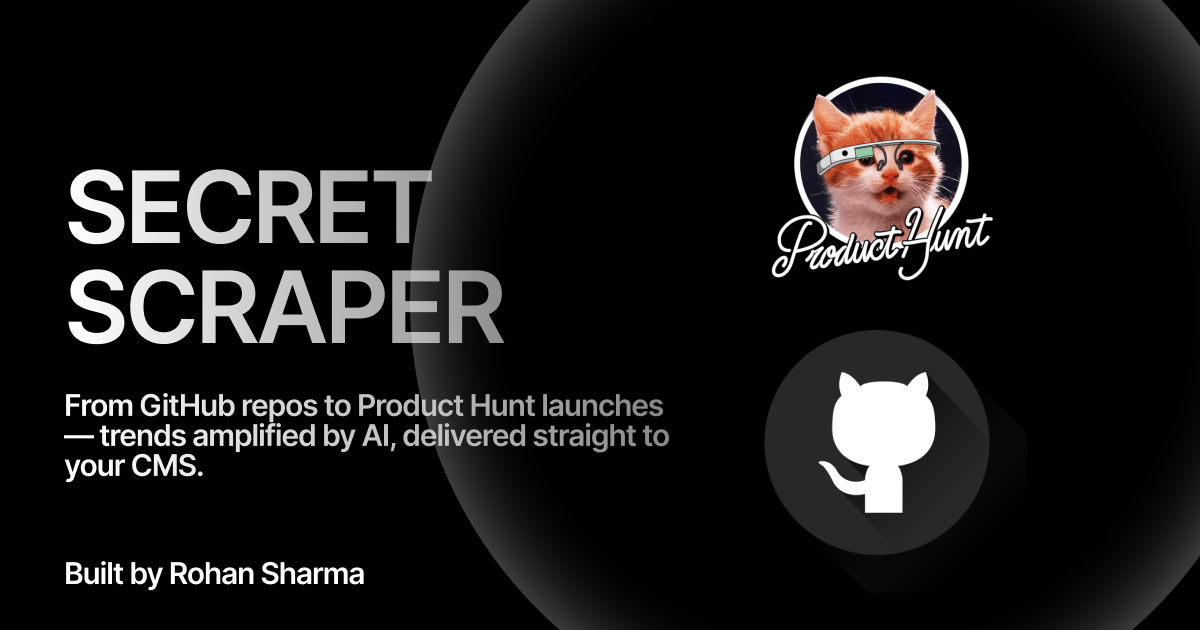 SECRET
SCRAPER
From GitHub repos to Product Hunt launches
— trends amplified by AI, delivered straight to
your CMS.
Built by Rohan Sharma
Product Hunt